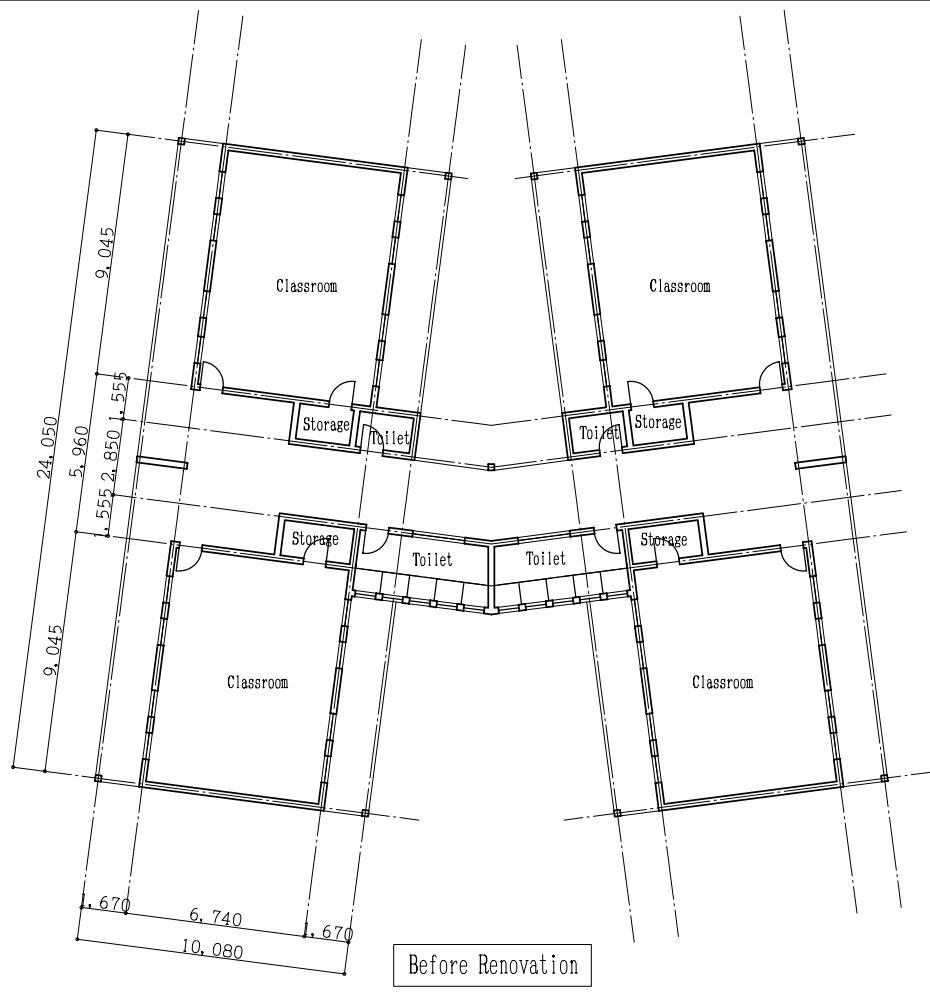 9,045
Classroom
Classroom
1,555
24,050
5,960
2,850
Storage
Toilet
Toilet
Storage
1,555
Storage
Toilet
Toilet
Storage
9,045
Classroom
Classroom
1,670
6,740
1,670
10,080
Before Renovation